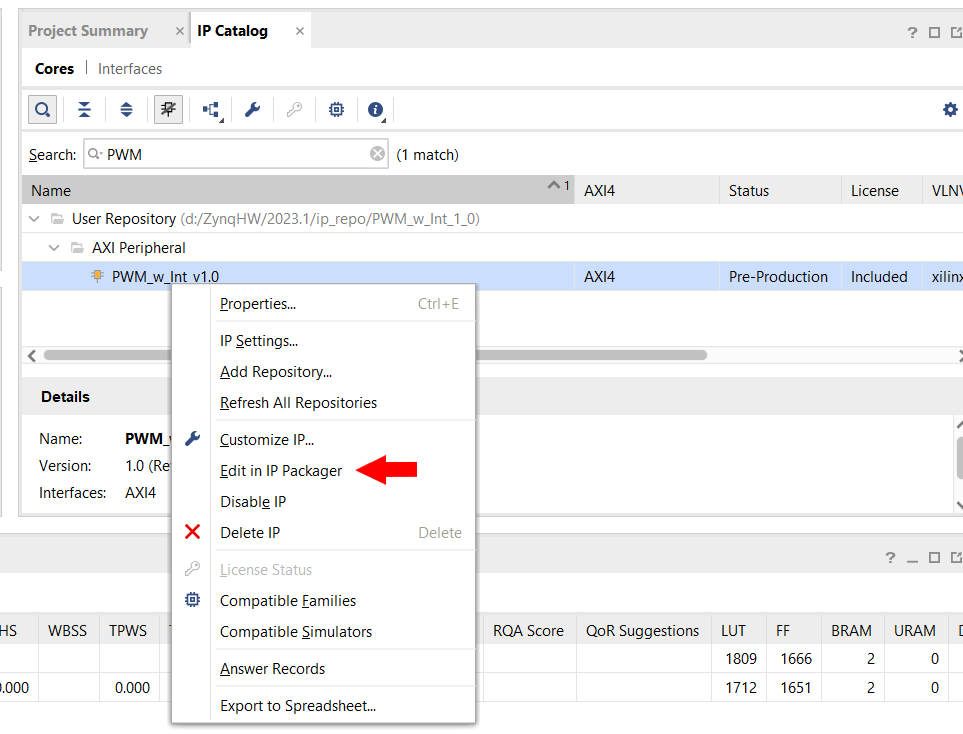 Project Summary × IP Catalog ×
?
Cores | Interfaces
Search: PWM (1 match)
Name 1 AXI4 Status License VLNV
User Repository (d:/ZynqHW/2023.1/ip_repo/PWM_w_Int_1_0)
AXI Peripheral
PWM_w_Int_v1.0 AXI4 Pre-Production Included xilinx
Properties... Ctrl+E
IP Settings...
Add Repository...
Refresh All Repositories
Details
Name: PWM_w
Customize IP...
Version: 1.0 (Re
Edit in IP Packager
Interfaces: AXI4
Disable IP
Delete IP Delete
?
License Status
Compatible Families
HS WBSS TPWS RQA Score QoR Suggestions LUT FF BRAM URAM D
Compatible Simulators
1809 1666 2 0
Answer Records
0.000 0.000 1712 1651 2 0
Export to Spreadsheet...